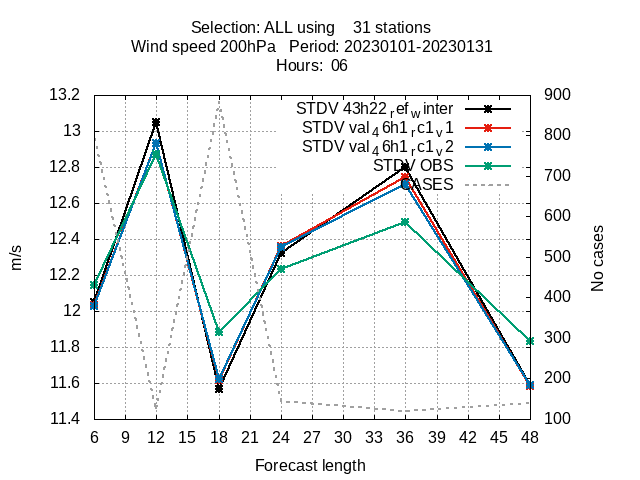 Selection: ALL using    31 stations
Wind speed 200hPa   Period: 20230101-20230131
Hours:  06
13.2
13
12.8
12.6
12.4
12.2
12
11.8
11.6
11.4
m/s
STDV 43h22refwinter
STDV val46h1rc1v1
STDV val46h1rc1v2
STDV OBS
CASES
900
800
700
600
500
400
300
200
100
No cases
6 9 12 15 18 21 24 27 30 33 36 39 42 45 48
Forecast length